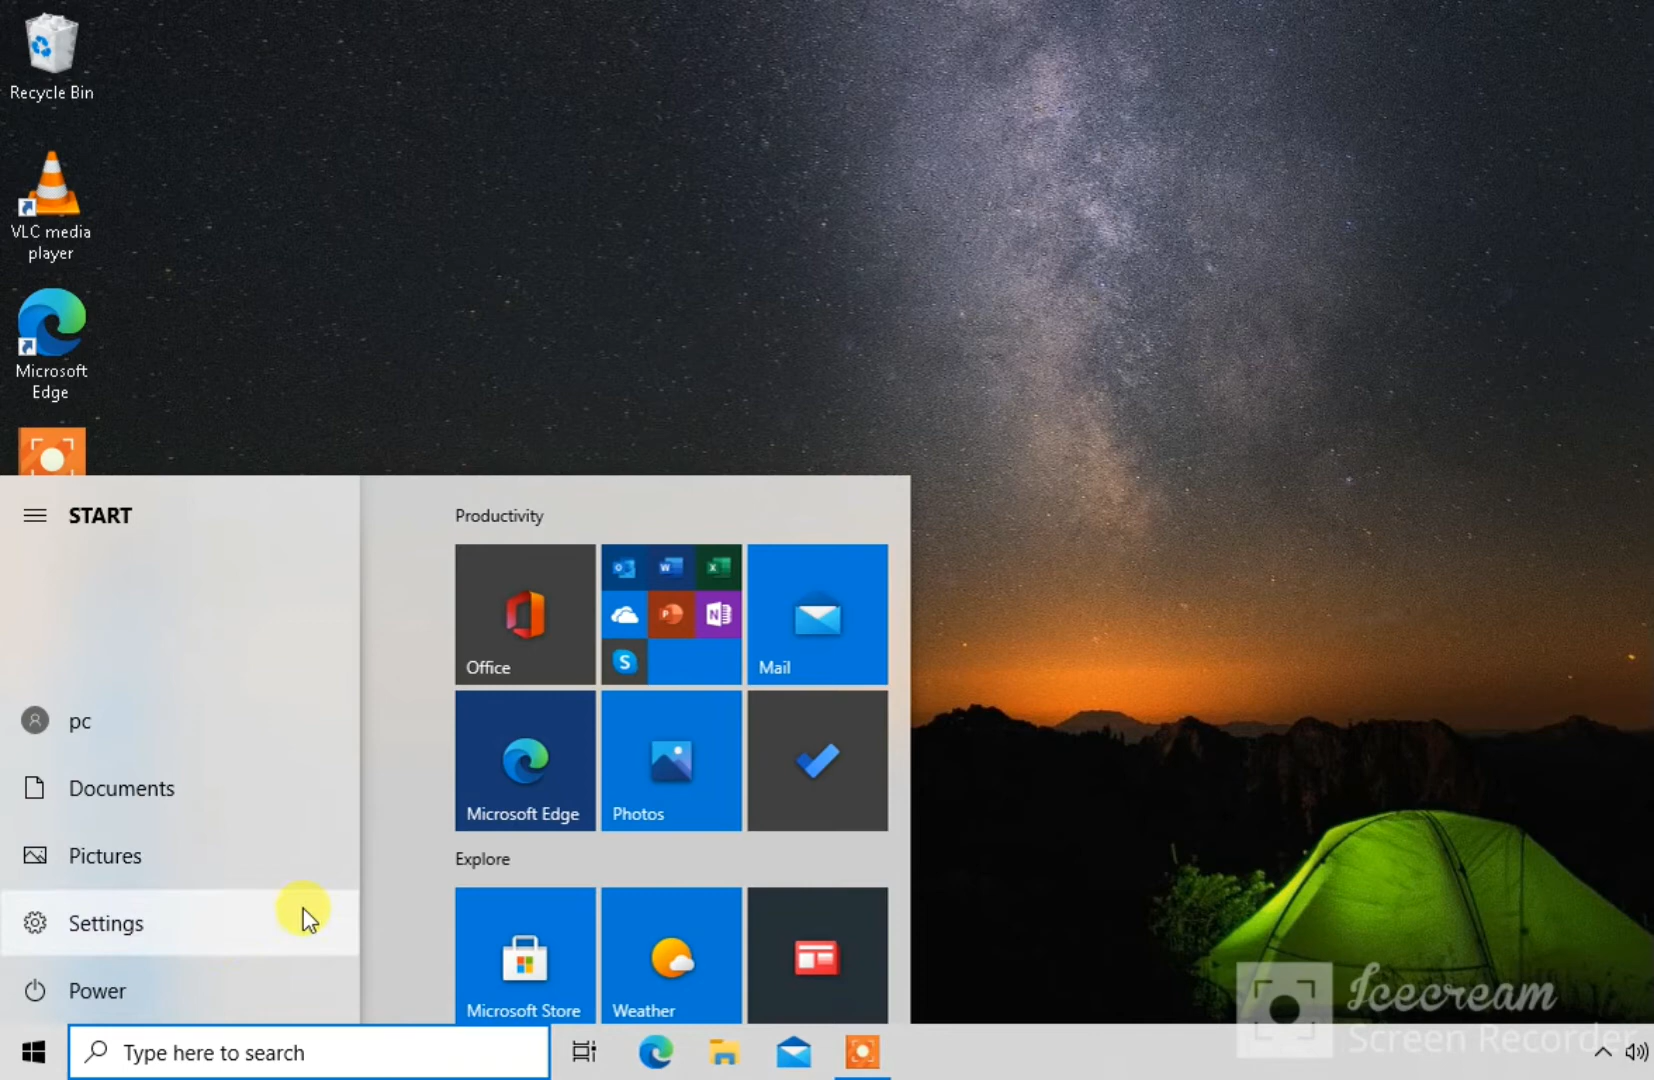 Recycle Bin
VLC media
player
Microsoft
Edge
START
pc
Documents
Pictures
Settings
Power
Productivity
Office
Mail
Microsoft Edge
Photos
Explore
Microsoft Store
Weather
Type here to search
Icecream
Screen Recorder